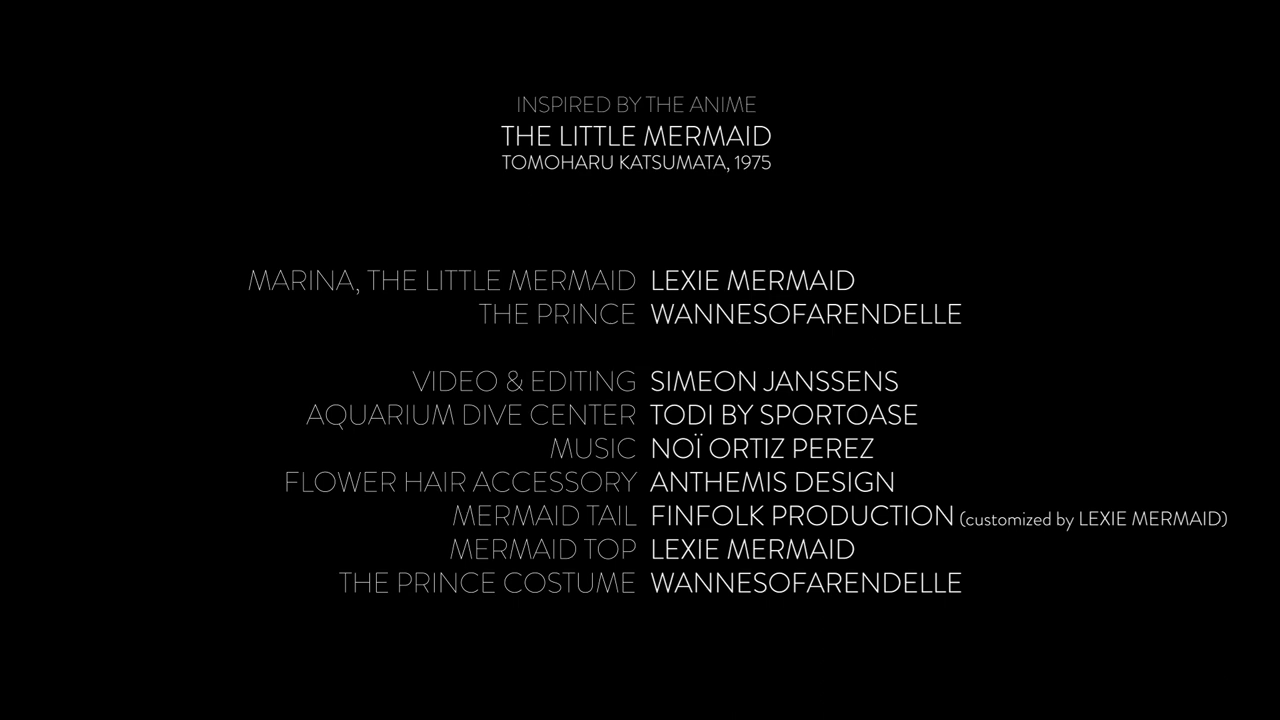 INSPIRED BY THE ANIME
THE LITTLE MERMAID
TOMOHARU KATSUMATA, 1975
MARINA, THE LITTLE MERMAID LEXIE MERMAID
THE PRINCE WANNESOFARENDELLE
VIDEO & EDITING SIMEON JANSSENS
AQUARIUM DIVE CENTER TODI BY SPORTOASE
MUSIC NOÏ ORTIZ PEREZ
FLOWER HAIR ACCESSORY ANTHEMIS DESIGN
MERMAID TAIL FINFOLK PRODUCTION (customized by LEXIE MERMAID)
MERMAID TOP LEXIE MERMAID
THE PRINCE COSTUME WANNESOFARENDELLE